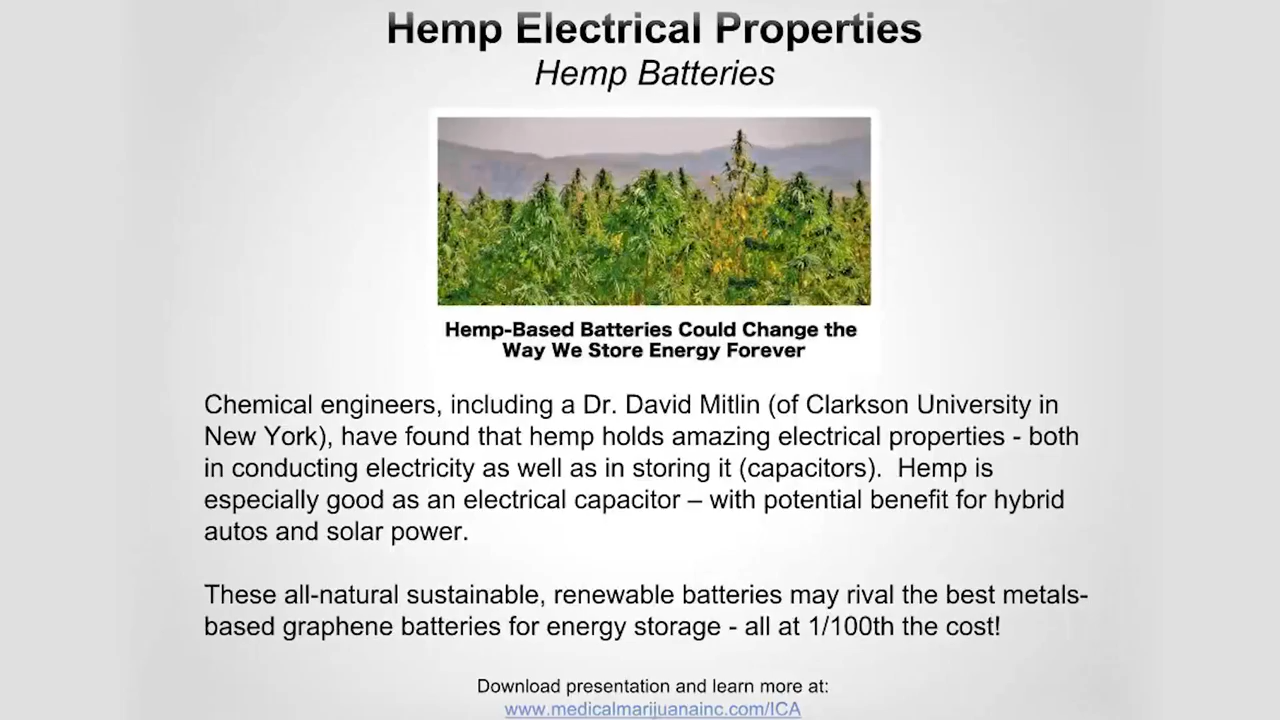 Hemp Electrical Properties
Hemp Batteries
Hemp-Based Batteries Could Change the
Way We Store Energy Forever
Chemical engineers, including a Dr. David Mitlin (of Clarkson University in
New York), have found that hemp holds amazing electrical properties - both
in conducting electricity as well as in storing it (capacitors).  Hemp is
especially good as an electrical capacitor – with potential benefit for hybrid
autos and solar power.
These all-natural sustainable, renewable batteries may rival the best metals-
based graphene batteries for energy storage - all at 1/100th the cost!
Download presentation and learn more at:
www.medicalmarijuanainc.com/ICA